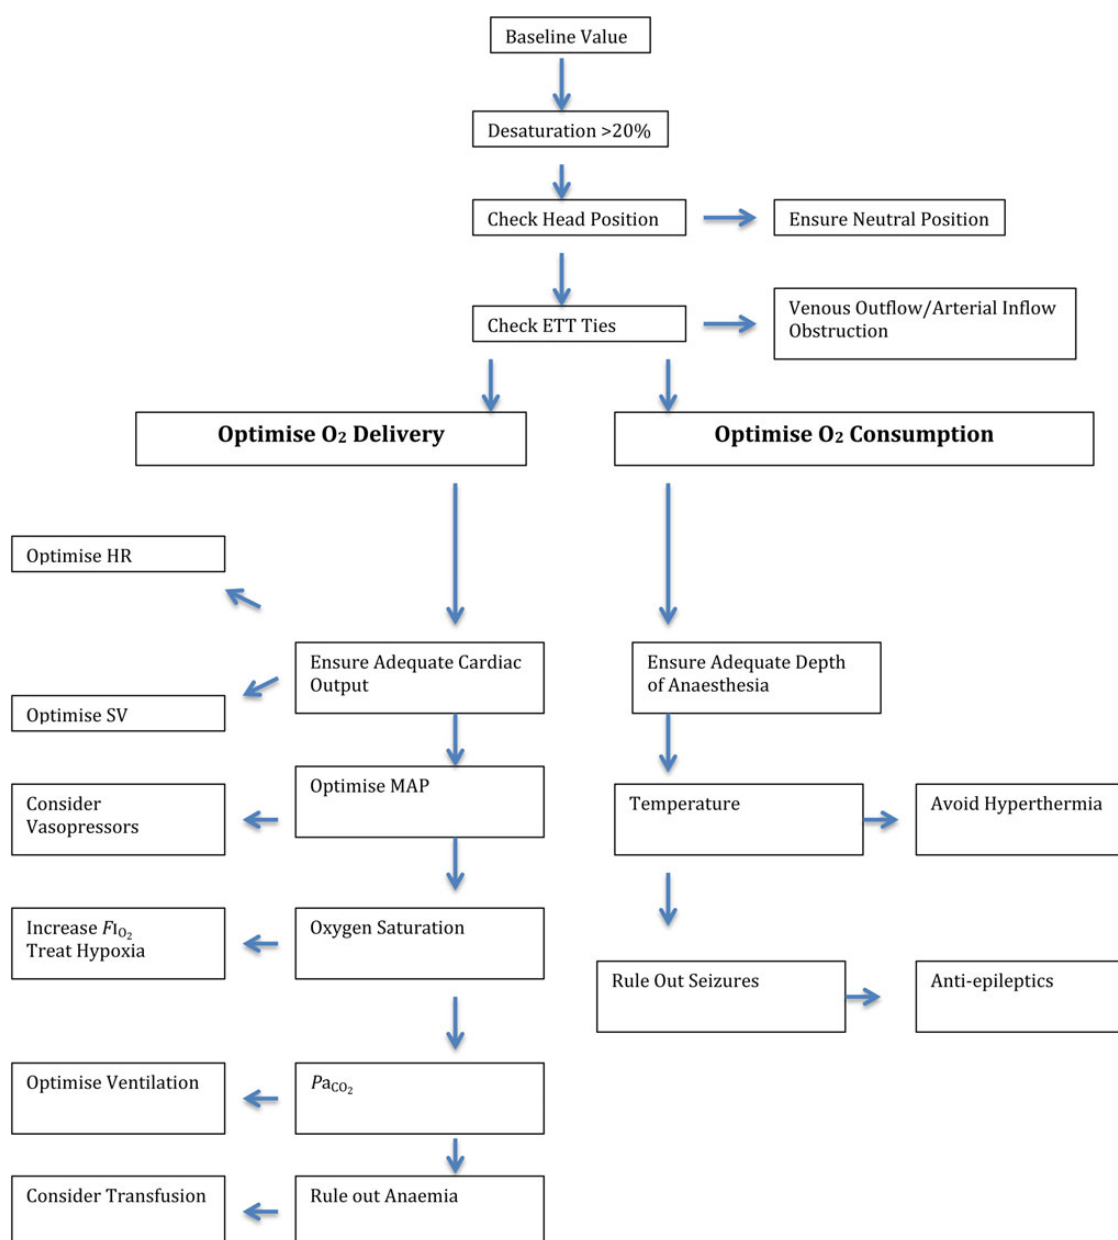 Baseline Value
Desaturation >20%
Check Head Position
Ensure Neutral Position
Check ETT Ties
Venous Outflow/Arterial Inflow
Obstruction
Optimise O₂ Delivery
Optimise O₂ Consumption
Optimise HR
Ensure Adequate Cardiac
Output
Optimise SV
Ensure Adequate Depth
of Anaesthesia
Optimise MAP
Consider
Vasopressors
Temperature
Avoid Hyperthermia
Oxygen Saturation
Increase FI_O₂
Treat Hypoxia
Rule Out Seizures
Anti-epileptics
Pa_CO₂
Optimise Ventilation
Rule out Anaemia
Consider Transfusion